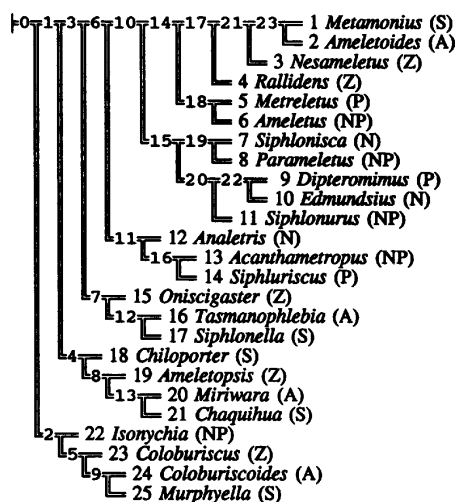 0 1 3 6 10 14 17 21 23 1 Metamonius (S)
2 Ameletoides (A)
3 Nesameletus (Z)
4 Rallidens (Z)
18 5 Metreletus (P)
6 Ameletus (NP)
15 19 7 Siphlonisca (N)
8 Parameletus (NP)
20 22 9 Dipteromimus (P)
10 Edmundsius (N)
11 Siphlonurus (NP)
11 12 Analetris (N)
16 13 Acanthametropus (NP)
14 Siphluriscus (P)
7 15 Oniscigaster (Z)
12 16 Tasmanophlebia (A)
17 Siphlonella (S)
4 18 Chiloporter (S)
8 19 Ameletopsis (Z)
13 20 Miriwara (A)
21 Chaquihua (S)
2 22 Isonychia (NP)
5 23 Coloburiscus (Z)
9 24 Coloburiscoides (A)
25 Murphyella (S)